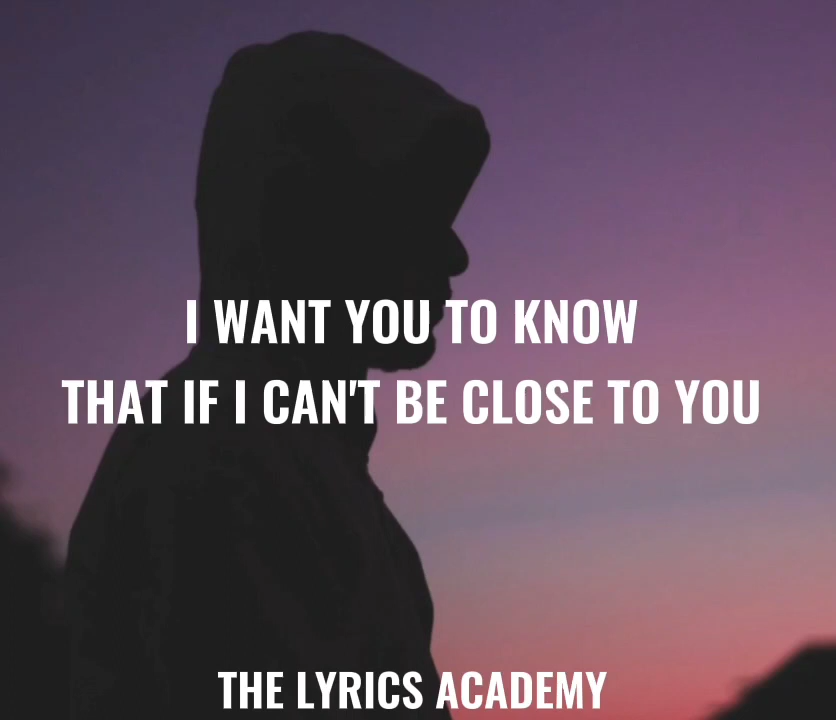 I WANT YOU TO KNOW
THAT IF I CAN'T BE CLOSE TO YOU
THE LYRICS ACADEMY